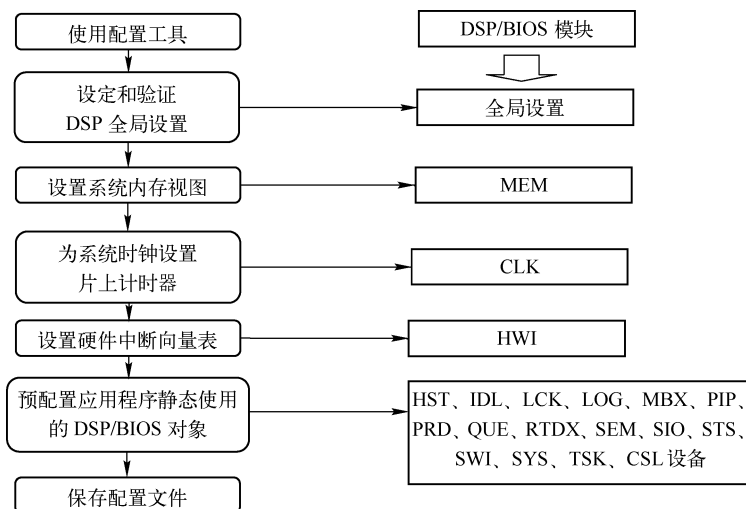 使用配置工具
DSP/BIOS 模块
设定和验证
DSP 全局设置
全局设置
设置系统内存视图
MEM
为系统时钟设置
片上计时器
CLK
设置硬件中断向量表
HWI
预配置应用程序静态使用
的 DSP/BIOS 对象
HST、IDL、LCK、LOG、MBX、PIP、
PRD、QUE、RTDX、SEM、SIO、STS、
SWI、SYS、TSK、CSL 设备
保存配置文件